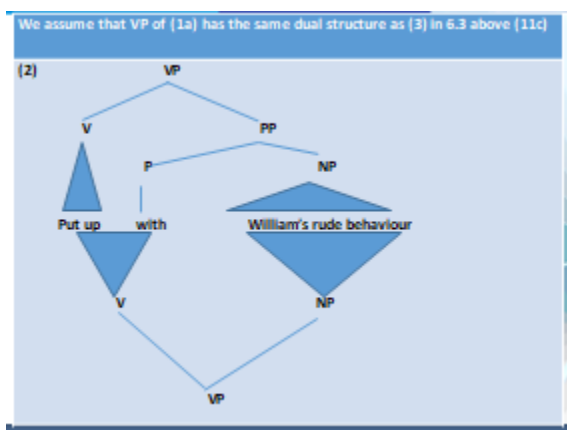 We assume that VP of (1a) has the same dual structure as (3) in 6.3 above (11c)
(2) VP
V PP
P NP
Put up with William's rude behaviour
V NP
VP